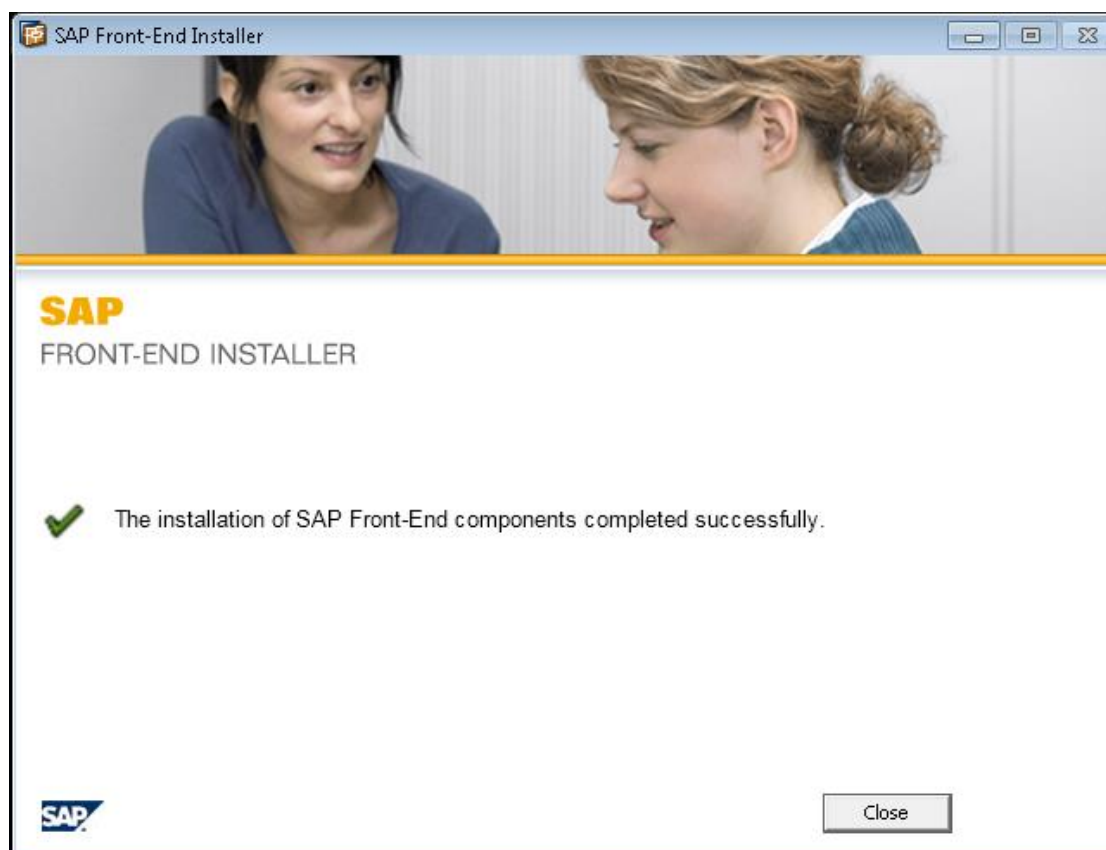 SAP Front-End Installer
SAP
FRONT-END INSTALLER
The installation of SAP Front-End components completed successfully.
SAP
Close